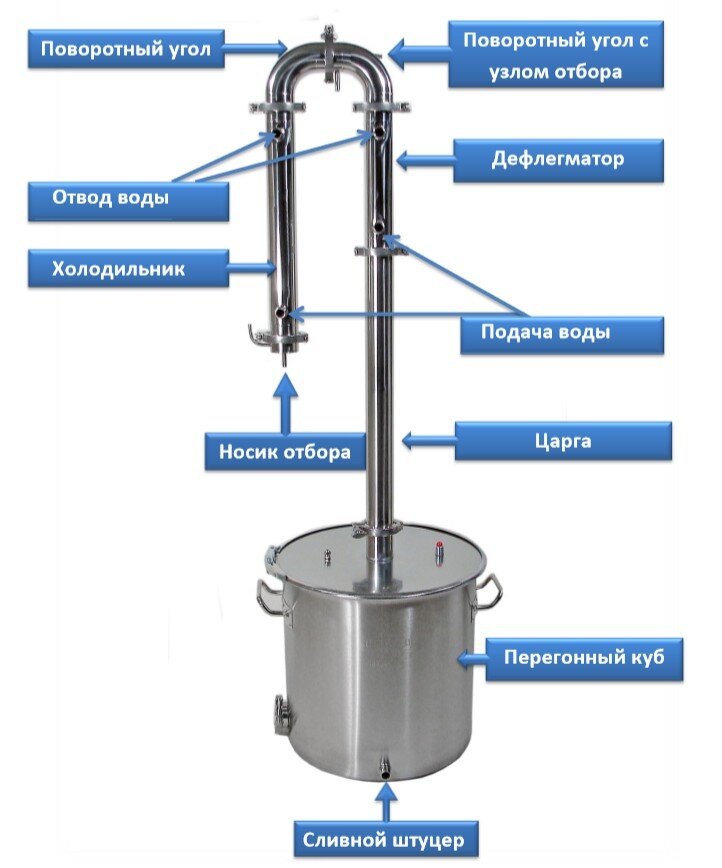 Поворотный угол
Поворотный угол с
узлом отбора
Дефлегматор
Отвод воды
Холодильник
Подача воды
Носик отбора
Царга
Перегонный куб
Сливной штуцер